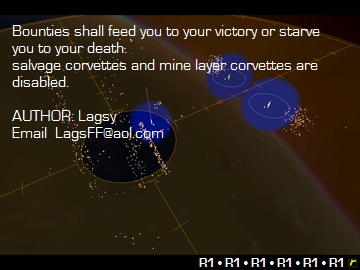 Bounties shall feed you to your victory or starve
you to your death:
salvage corvettes and mine layer corvettes are
disabled.
AUTHOR: Lagsy
Email  LagsFF@aol.com
R1 • R1 • R1 • R1 • R1 • R1 r